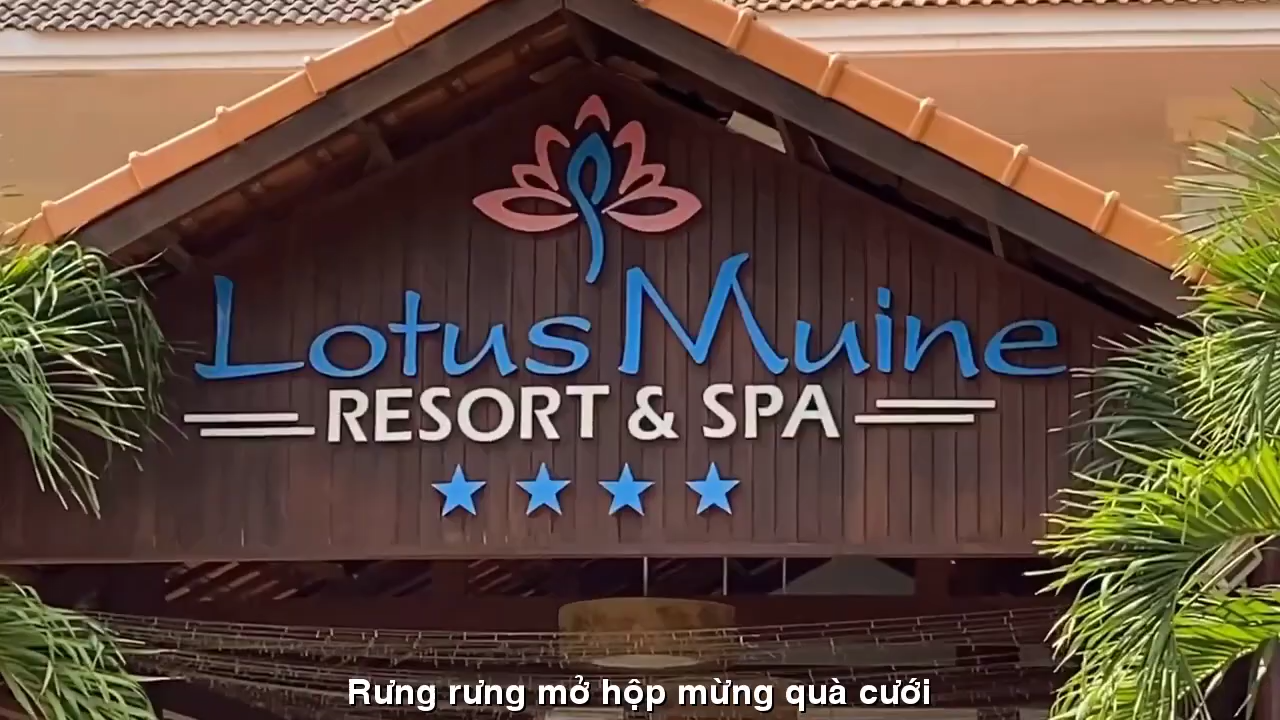 Lotus Muine
RESORT & SPA
Rưng rưng mở hộp mừng quà cưới